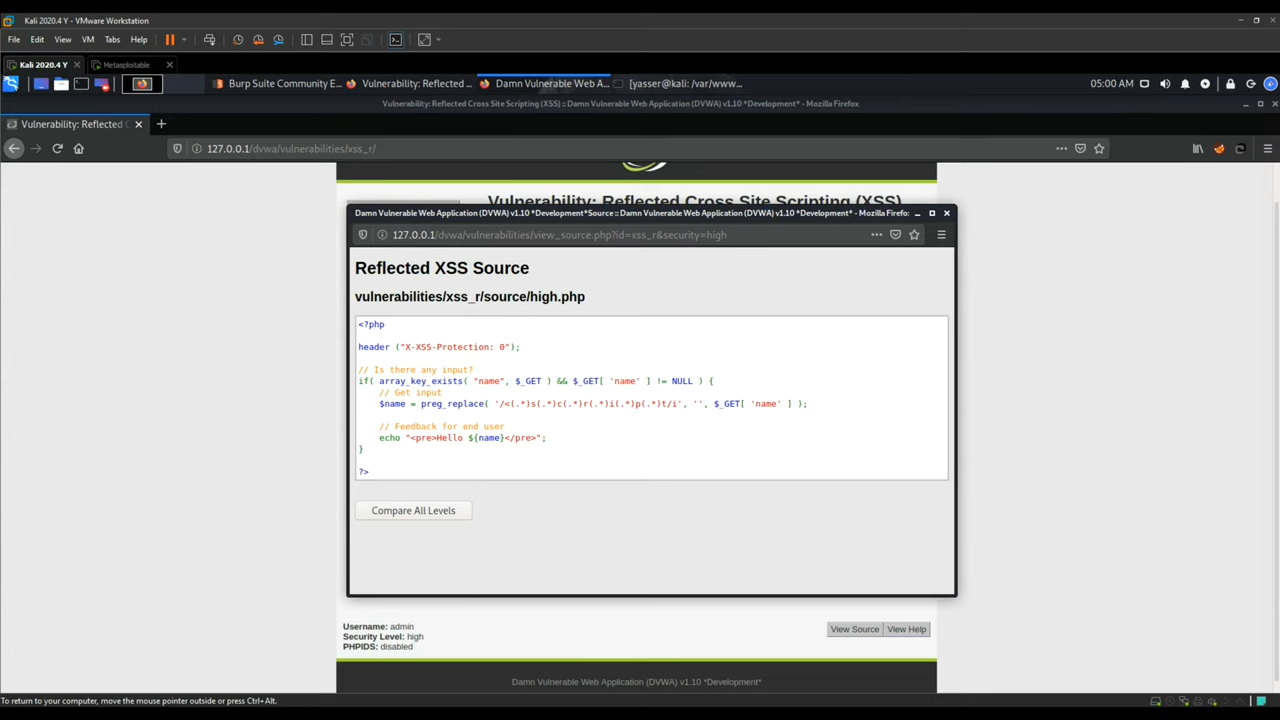 Kali 2020.4 Y - VMware Workstation
File Edit View VM Tabs Help
Kali 2020.4 Y
Metasploitable
Burp Suite Community E…
Vulnerability: Reflected …
Damn Vulnerable Web A…
[yasser@kali: /var/www…
05:00 AM
Vulnerability: Reflected Cross Site Scripting (XSS) :: Damn Vulnerable Web Application (DVWA) v1.10 *Development* - Mozilla Firefox
Vulnerability: Reflected C
127.0.0.1/dvwa/vulnerabilities/xss_r/
Vulnerability: Reflected Cross Site Scripting (XSS)
Damn Vulnerable Web Application (DVWA) v1.10 *Development*Source :: Damn Vulnerable Web Application (DVWA) v1.10 *Development* - Mozilla Firefo:
127.0.0.1/dvwa/vulnerabilities/view_source.php?id=xss_r&security=high
Reflected XSS Source
vulnerabilities/xss_r/source/high.php
<?php
header ("X-XSS-Protection: 0");
// Is there any input?
if( array_key_exists( "name", $_GET ) && $_GET[ 'name' ] != NULL ) {
// Get input
$name = preg_replace( '/<(.*)s(.*)c(.*)r(.*)i(.*)p(.*)t/i', '', $_GET[ 'name' ] );
// Feedback for end user
echo "<pre>Hello ${name}</pre>";
}
?>
Compare All Levels
Username: admin
Security Level: high
PHPIDS: disabled
View Source
View Help
Damn Vulnerable Web Application (DVWA) v1.10 *Development*
To return to your computer, move the mouse pointer outside or press Ctrl+Alt.